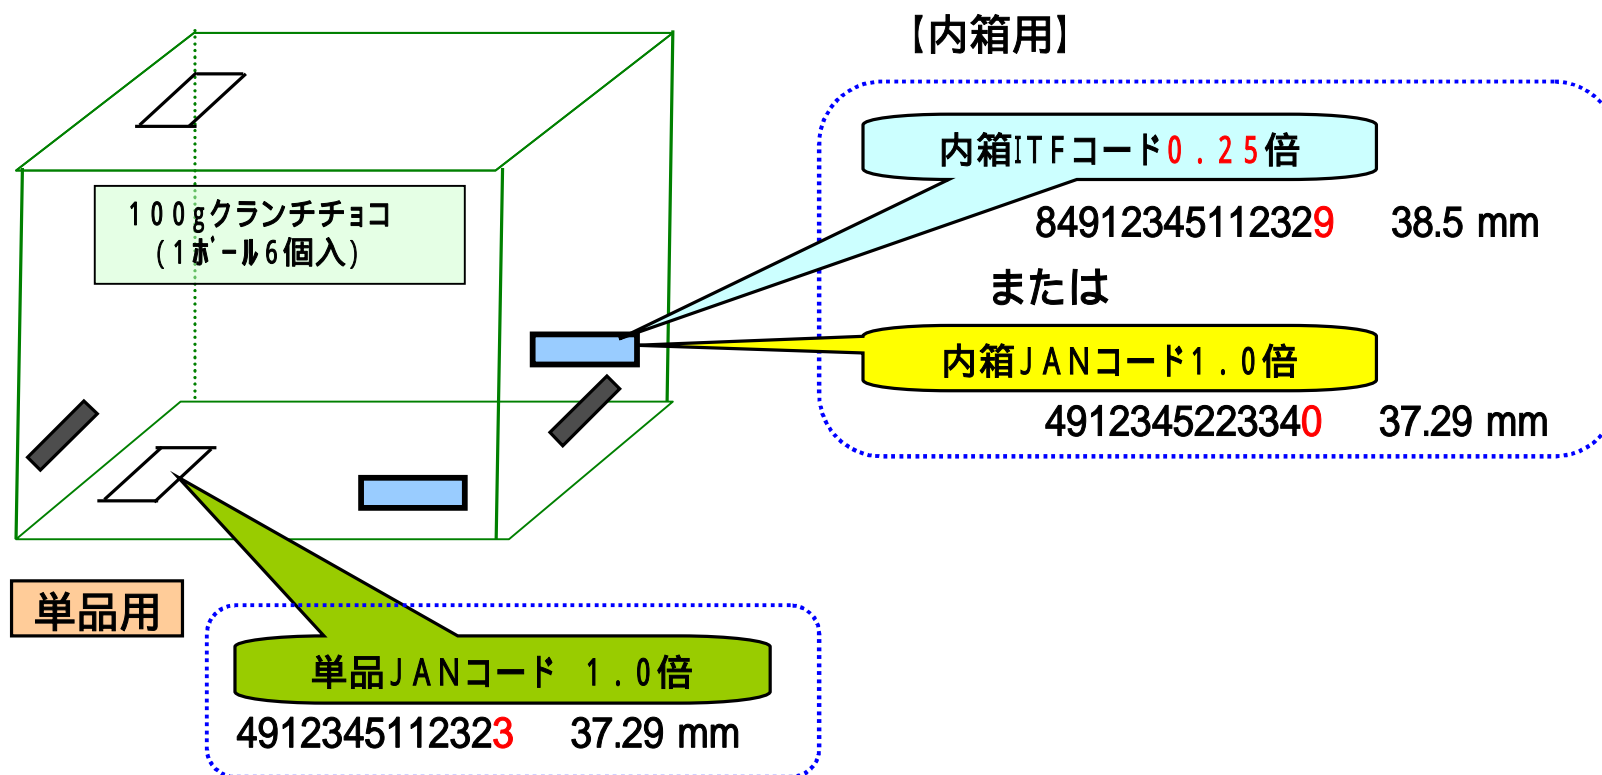 【内箱用】
内箱ITFコード0.25倍
84912345112329 38.5 mm
または
内箱JANコード1.0倍
4912345223340 37.29 mm
100gクランチチョコ
(1ボール6個入)
単品用
単品JANコード 1.0倍
4912345112323 37.29 mm